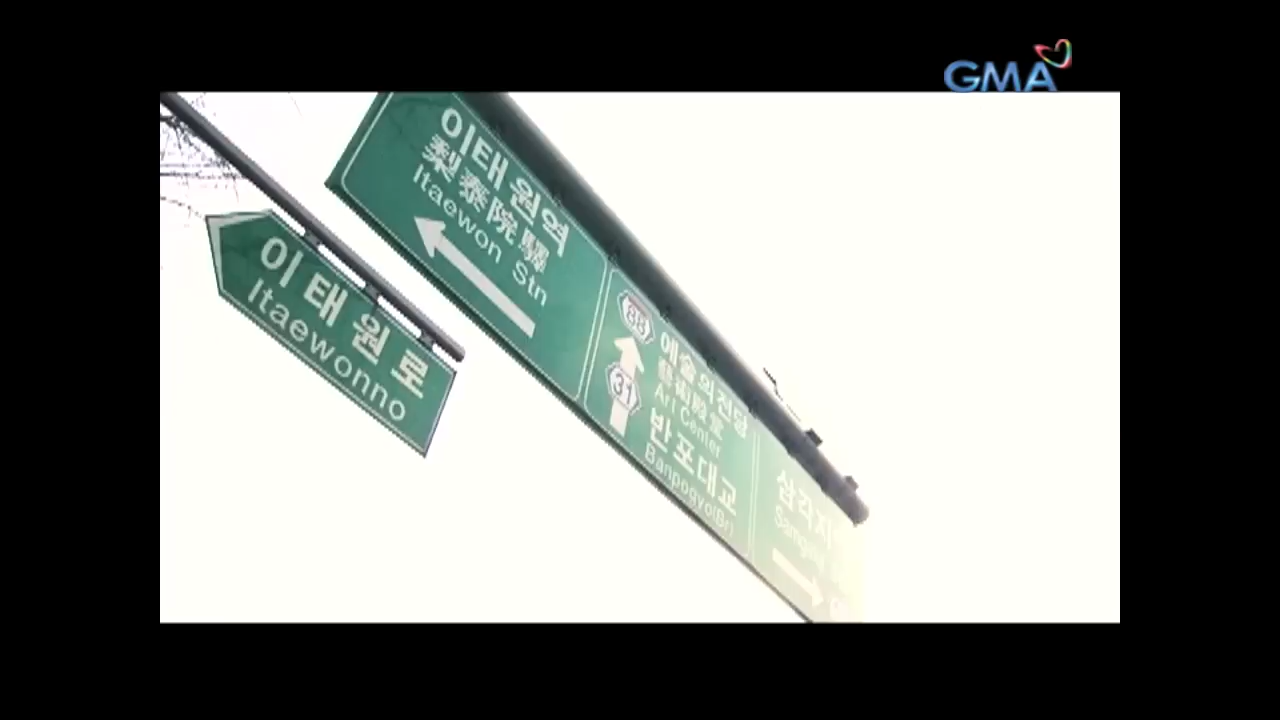 GMA
이태원역
梨泰院驛
Itaewon Stn
이태원로
Itaewonno
88
31
예술의전당
藝術殿堂
Art Center
반포대교
Banpogyo(Br)
삼각지